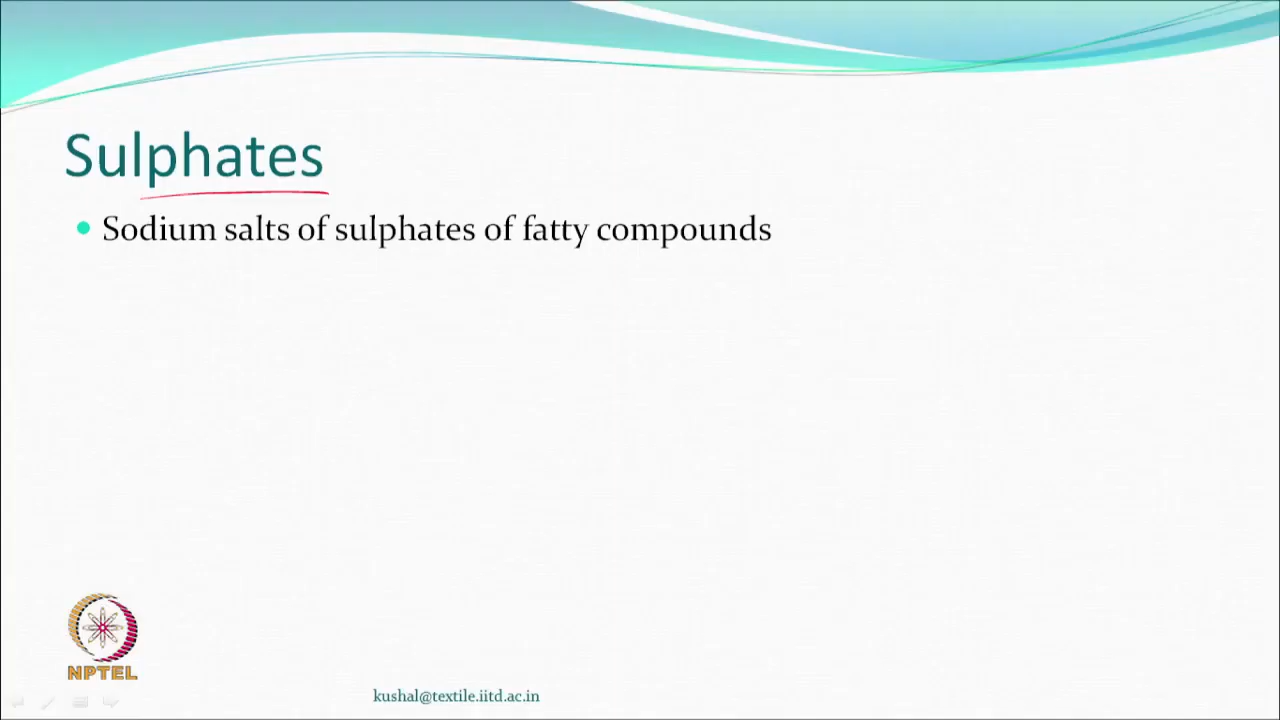 Sulphates
Sodium salts of sulphates of fatty compounds
NPTEL
kushal@textile.iitd.ac.in